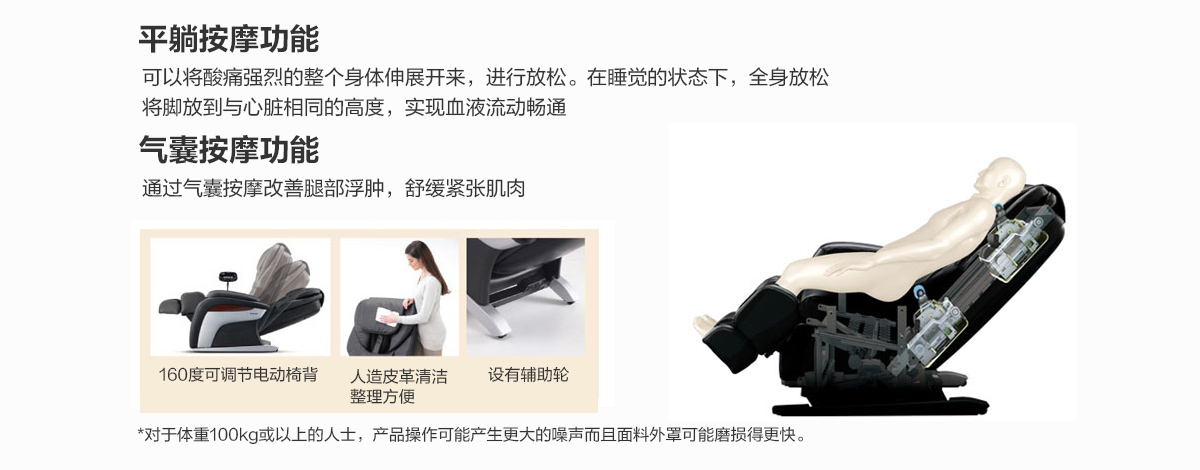 平躺按摩功能
可以将酸痛强烈的整个身体伸展开来，进行放松。在睡觉的状态下，全身放松
将脚放到与心脏相同的高度，实现血液流动畅通
气囊按摩功能
通过气囊按摩改善腿部浮肿，舒缓紧张肌肉
160度可调节电动椅背
人造皮革清洁
整理方便
设有辅助轮
*对于体重100kg或以上的人士，产品操作可能产生更大的噪声而且面料外罩可能磨损得更快。